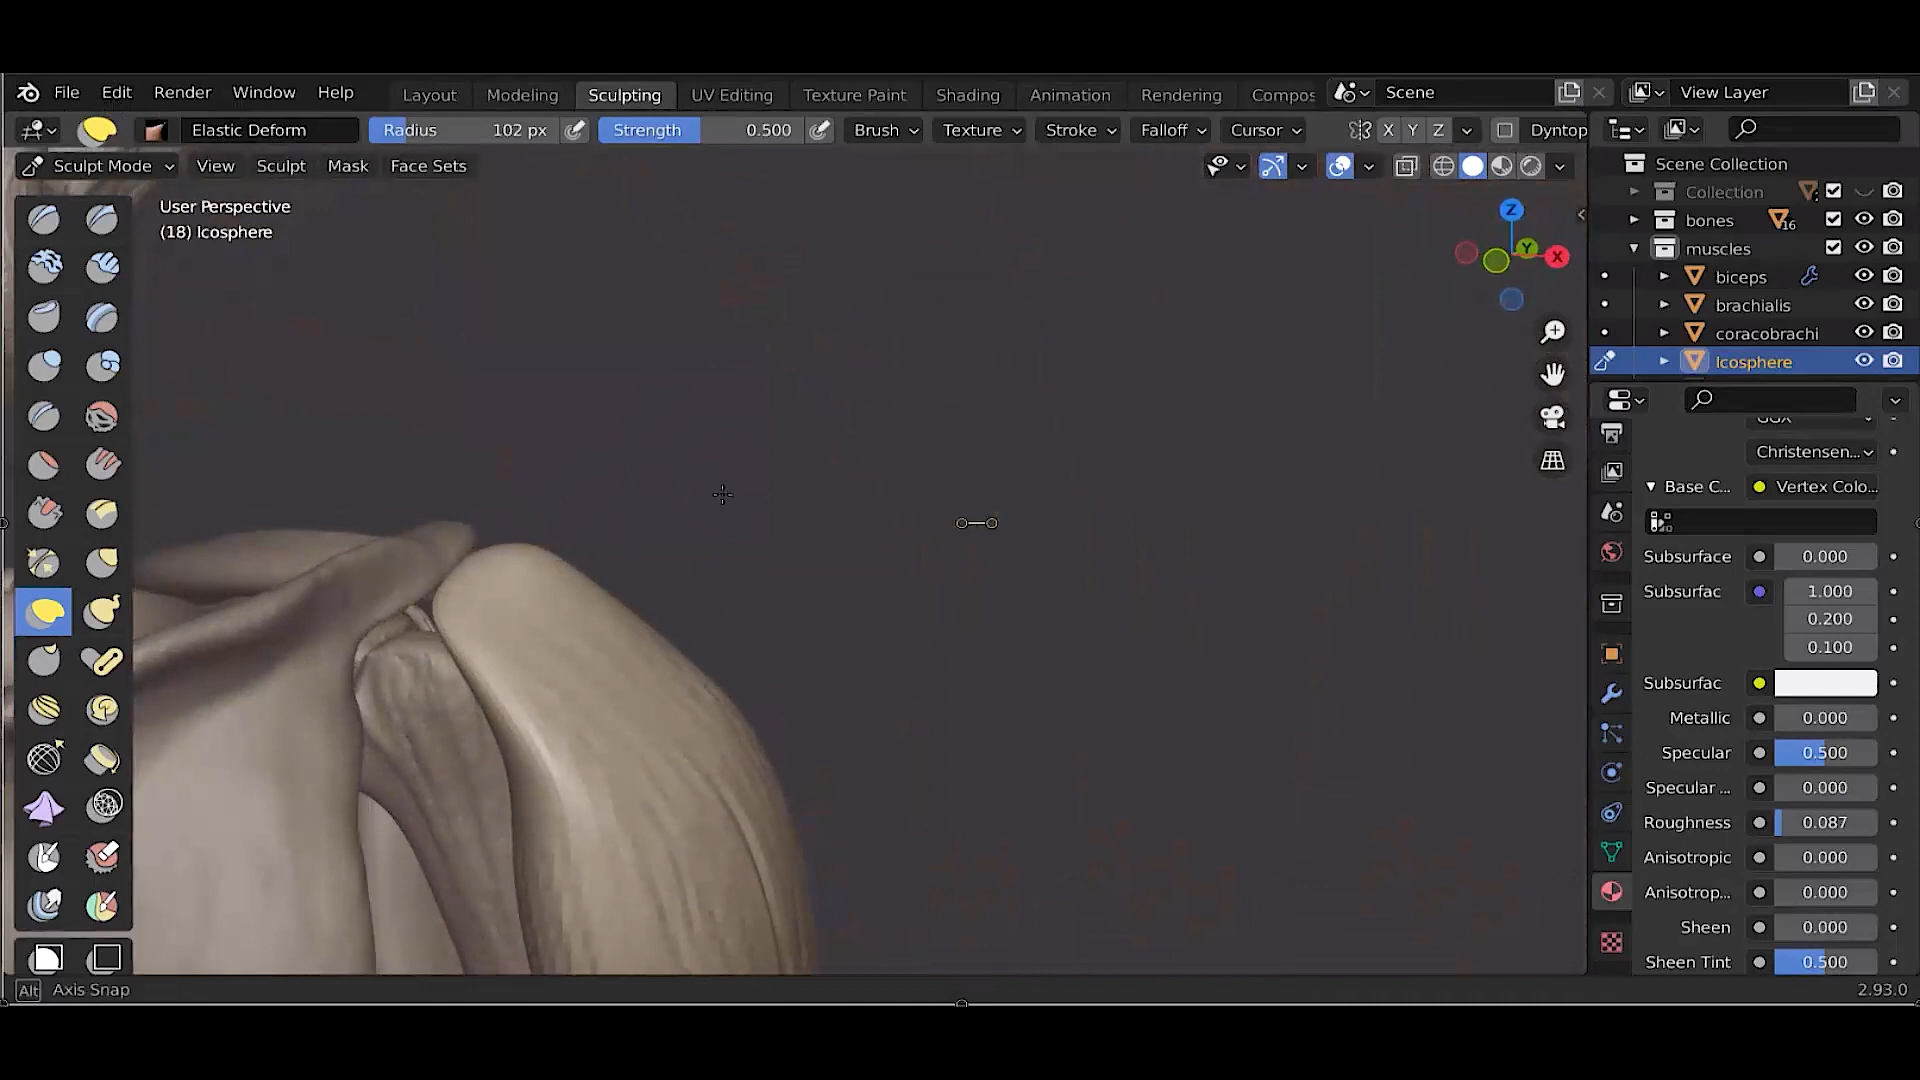 File Edit Render Window Help Layout Modeling Sculpting UV Editing Texture Paint Shading Animation Rendering Compos Scene View Layer
Elastic Deform Radius 102 px Strength 0.500 Brush Texture Stroke Falloff Cursor X Y Z Dyntop
Sculpt Mode View Sculpt Mask Face Sets
Scene Collection
Collection
bones 16
muscles
biceps
brachialis
coracobrachi
Icosphere
User Perspective
(18) Icosphere
Z
Y
X
Christensen...
Base C... Vertex Colo...
Subsurface 0.000
Subsurfac 1.000
0.200
0.100
Subsurfac
Metallic 0.000
Specular 0.500
Specular ... 0.000
Roughness 0.087
Anisotropic 0.000
Anisotrop... 0.000
Sheen 0.000
Sheen Tint 0.500
Alt Axis Snap 2.93.0